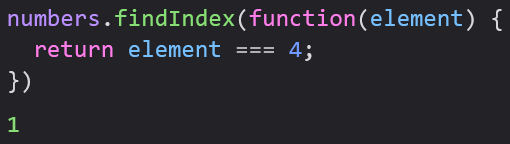 numbers.findIndex(function(element) {
  return element === 4;
})
1